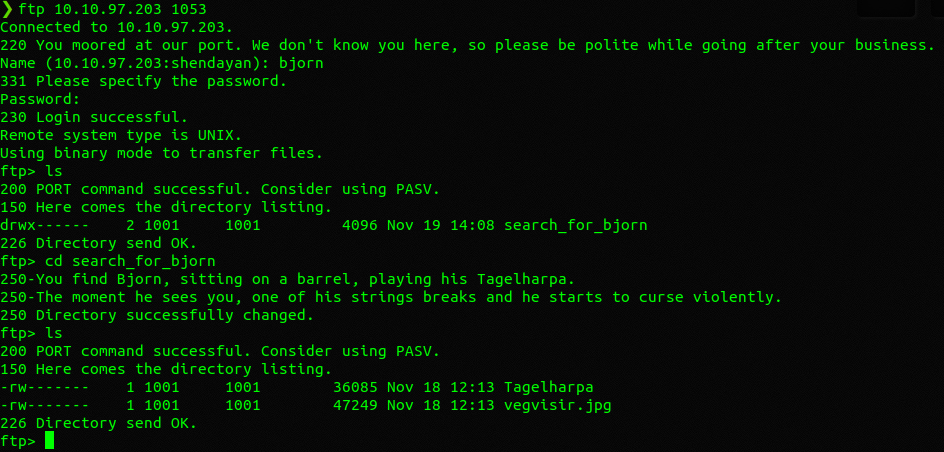 ❯ ftp 10.10.97.203 1053
Connected to 10.10.97.203.
220 You moored at our port. We don't know you here, so please be polite while going after your business.
Name (10.10.97.203:shendayan): bjorn
331 Please specify the password.
Password:
230 Login successful.
Remote system type is UNIX.
Using binary mode to transfer files.
ftp> ls
200 PORT command successful. Consider using PASV.
150 Here comes the directory listing.
drwx------    2 1001     1001         4096 Nov 19 14:08 search_for_bjorn
226 Directory send OK.
ftp> cd search_for_bjorn
250-You find Bjorn, sitting on a barrel, playing his Tagelharpa.
250-The moment he sees you, one of his strings breaks and he starts to curse violently.
250 Directory successfully changed.
ftp> ls
200 PORT command successful. Consider using PASV.
150 Here comes the directory listing.
-rw-------    1 1001     1001        36085 Nov 18 12:13 Tagelharpa
-rw-------    1 1001     1001        47249 Nov 18 12:13 vegvisir.jpg
226 Directory send OK.
ftp>